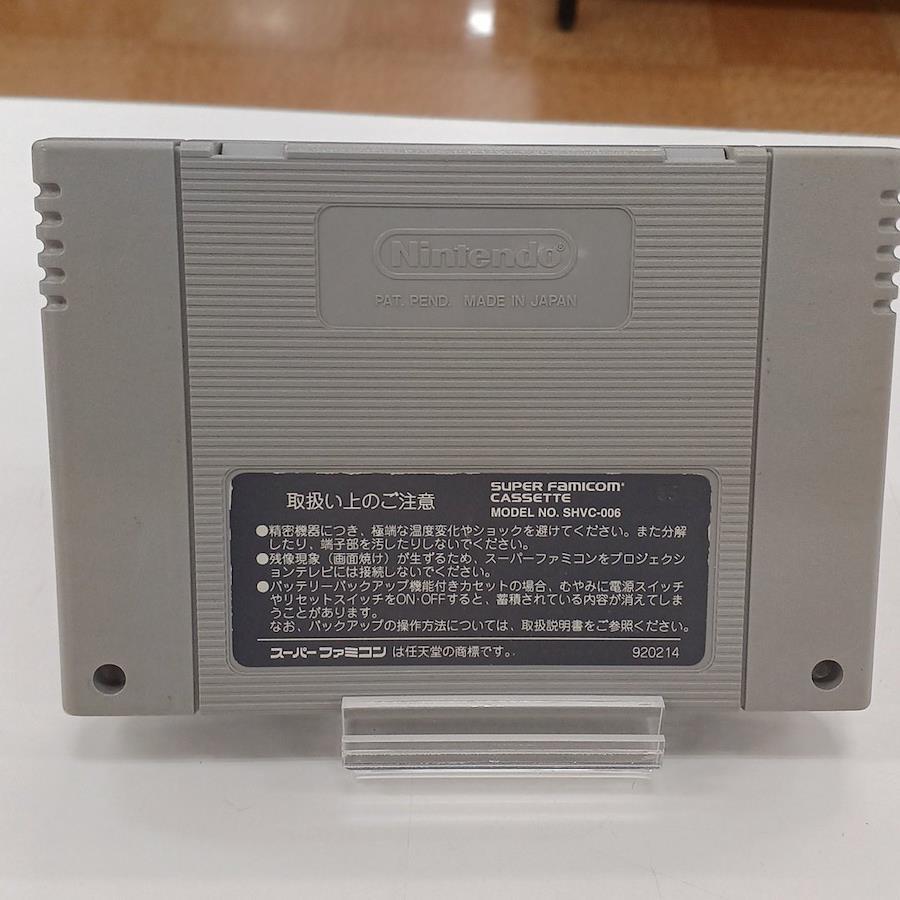 Nintendo®
PAT. PEND. MADE IN JAPAN
取扱い上のご注意
SUPER FAMICOM®
CASSETTE
MODEL NO. SHVC-006
●精密機器につき、極端な温度変化やショックを避けてください。また分解
したり、端子部を汚したりしないでください。
●残像現象（画面焼け）が生ずるため、スーパーファミコンをプロジェクシ
ョンテレビには接続しないでください。
●バッテリーバックアップ機能付きカセットの場合、むやみに電源スイッチ
やリセットスイッチをON·OFFすると、蓄積されている内容が消えてしま
うことがあります。
なお、バックアップの操作方法については、取扱説明書をご参照ください。
スーパーファミコン は任天堂の商標です。
920214